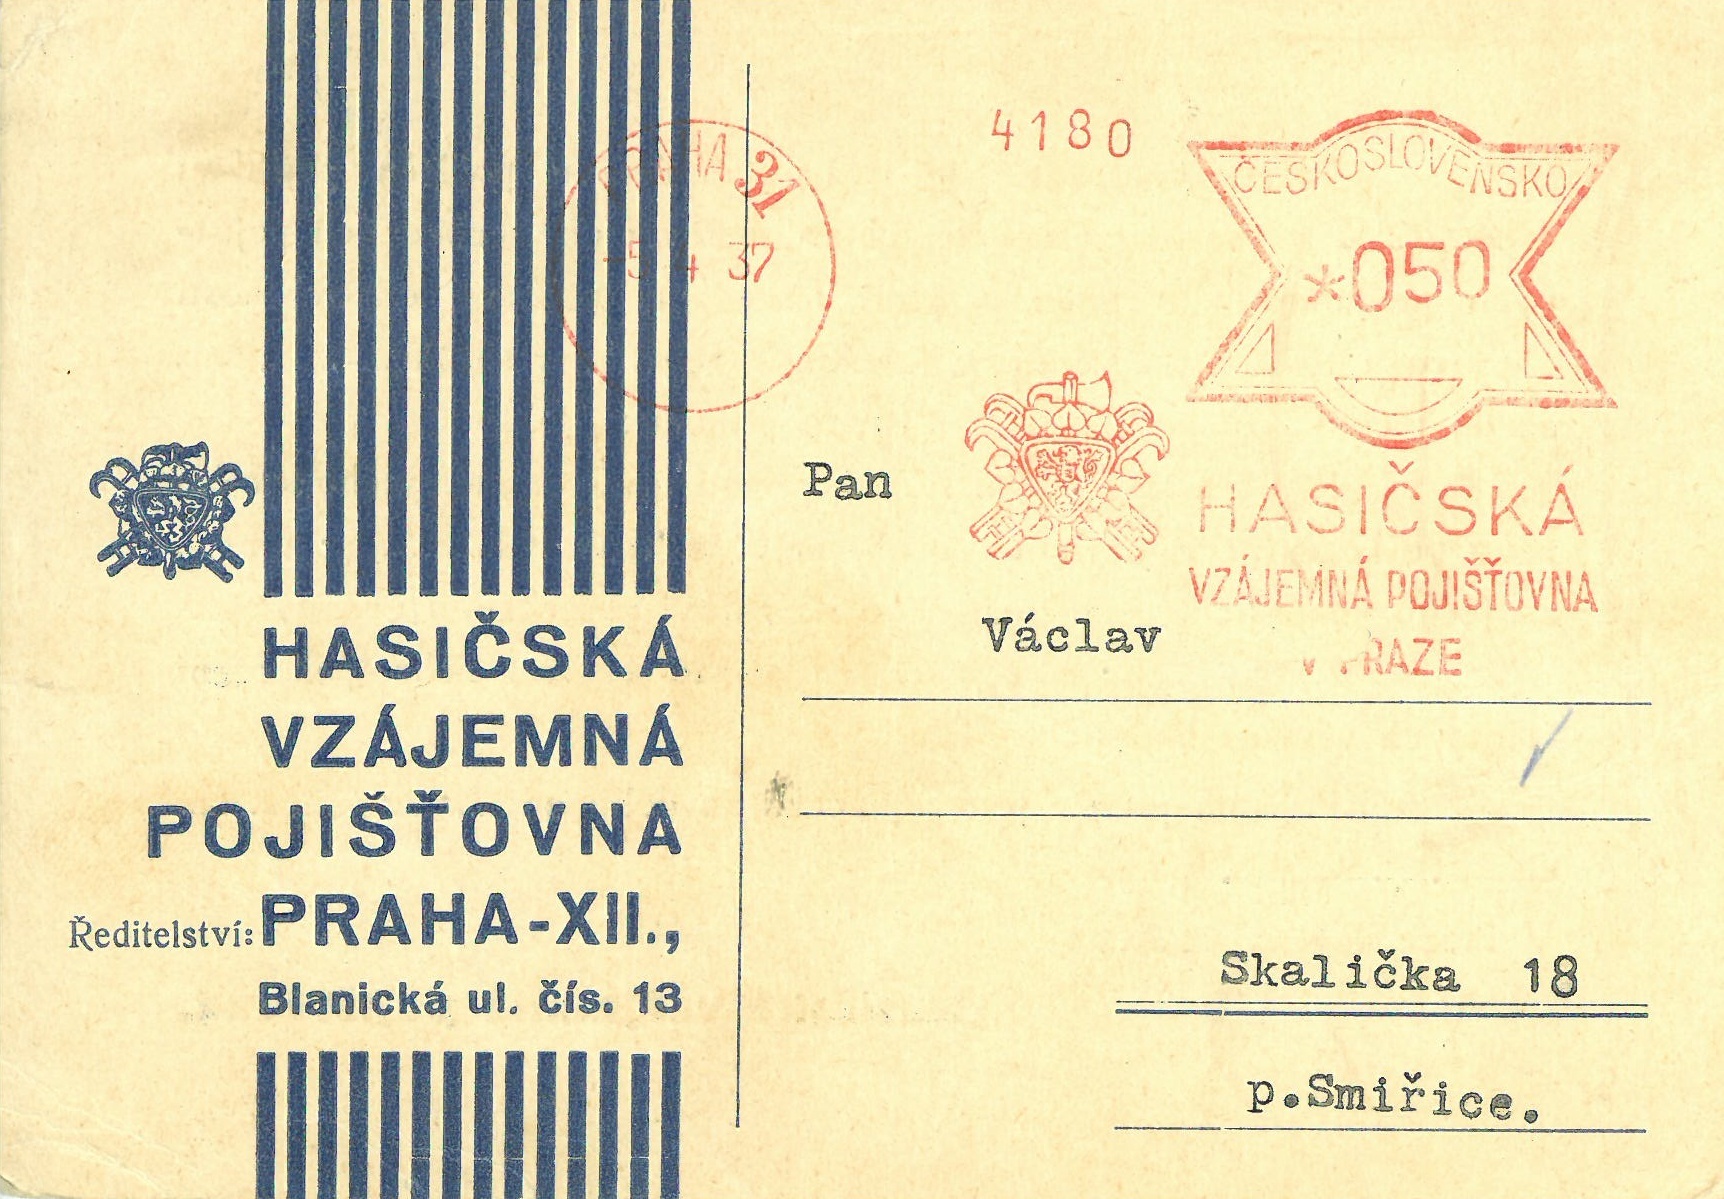 PRAHA 31
-5 4 37
4180
ČESKOSLOVENSKO
*050
HASIČSKÁ
VZÁJEMNÁ POJIŠŤOVNA
V PRAZE
HASIČSKÁ
VZÁJEMNÁ
POJIŠŤOVNA
Ředitelství: PRAHA-XII.,
Blanická ul. čís. 13
Pan
Václav
Skalička 18
p.Smiřice.